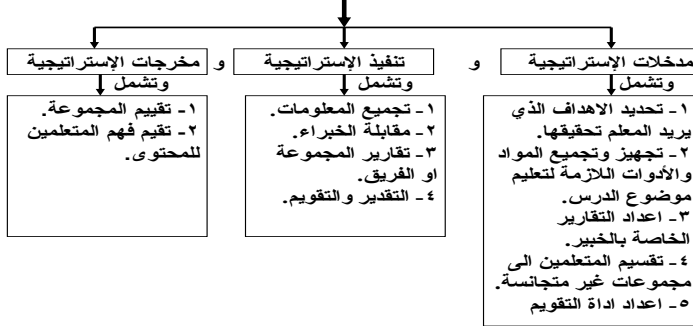 مدخلات الإستراتيجية
و
تنفيذ الإستراتيجية
و
مخرجات الإستراتيجية
وتشمل
وتشمل
وتشمل
١- تحديد الاهداف الذي
يريد المعلم تحقيقها.
٢- تجهيز وتجميع المواد
والأدوات اللازمة لتعليم
موضوع الدرس.
٣- اعداد التقارير
الخاصة بالخبير.
٤- تقسيم المتعلمين الى
مجموعات غير متجانسة.
٥- اعداد اداة التقويم
١- تجميع المعلومات.
٢- مقابلة الخبراء.
٣- تقارير المجموعة
او الفريق.
٤- التقدير والتقويم.
١- تقييم المجموعة.
٢- تقيم فهم المتعلمين
للمحتوى.